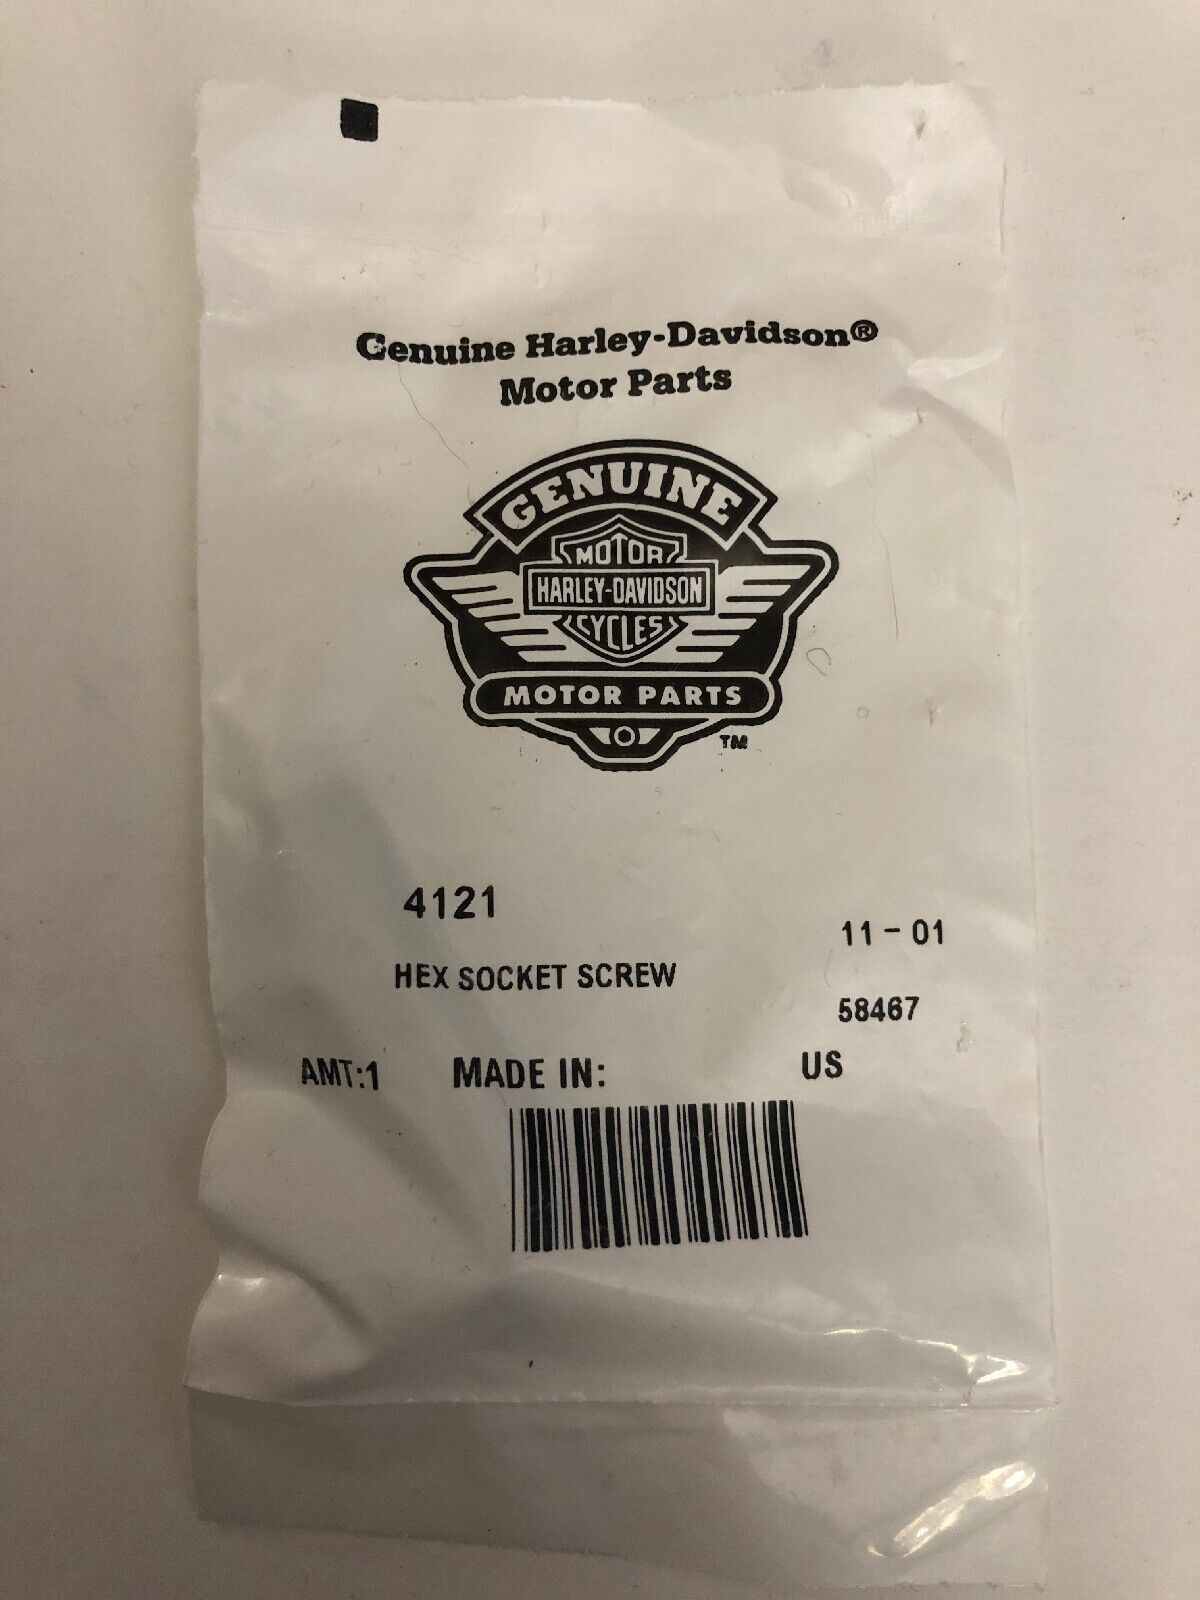 Genuine Harley-Davidson®
Motor Parts
GENUINE
MOTOR
HARLEY-DAVIDSON
CYCLES
MOTOR PARTS
TM
4121
11-01
HEX SOCKET SCREW
58467
AMT:1 MADE IN: US